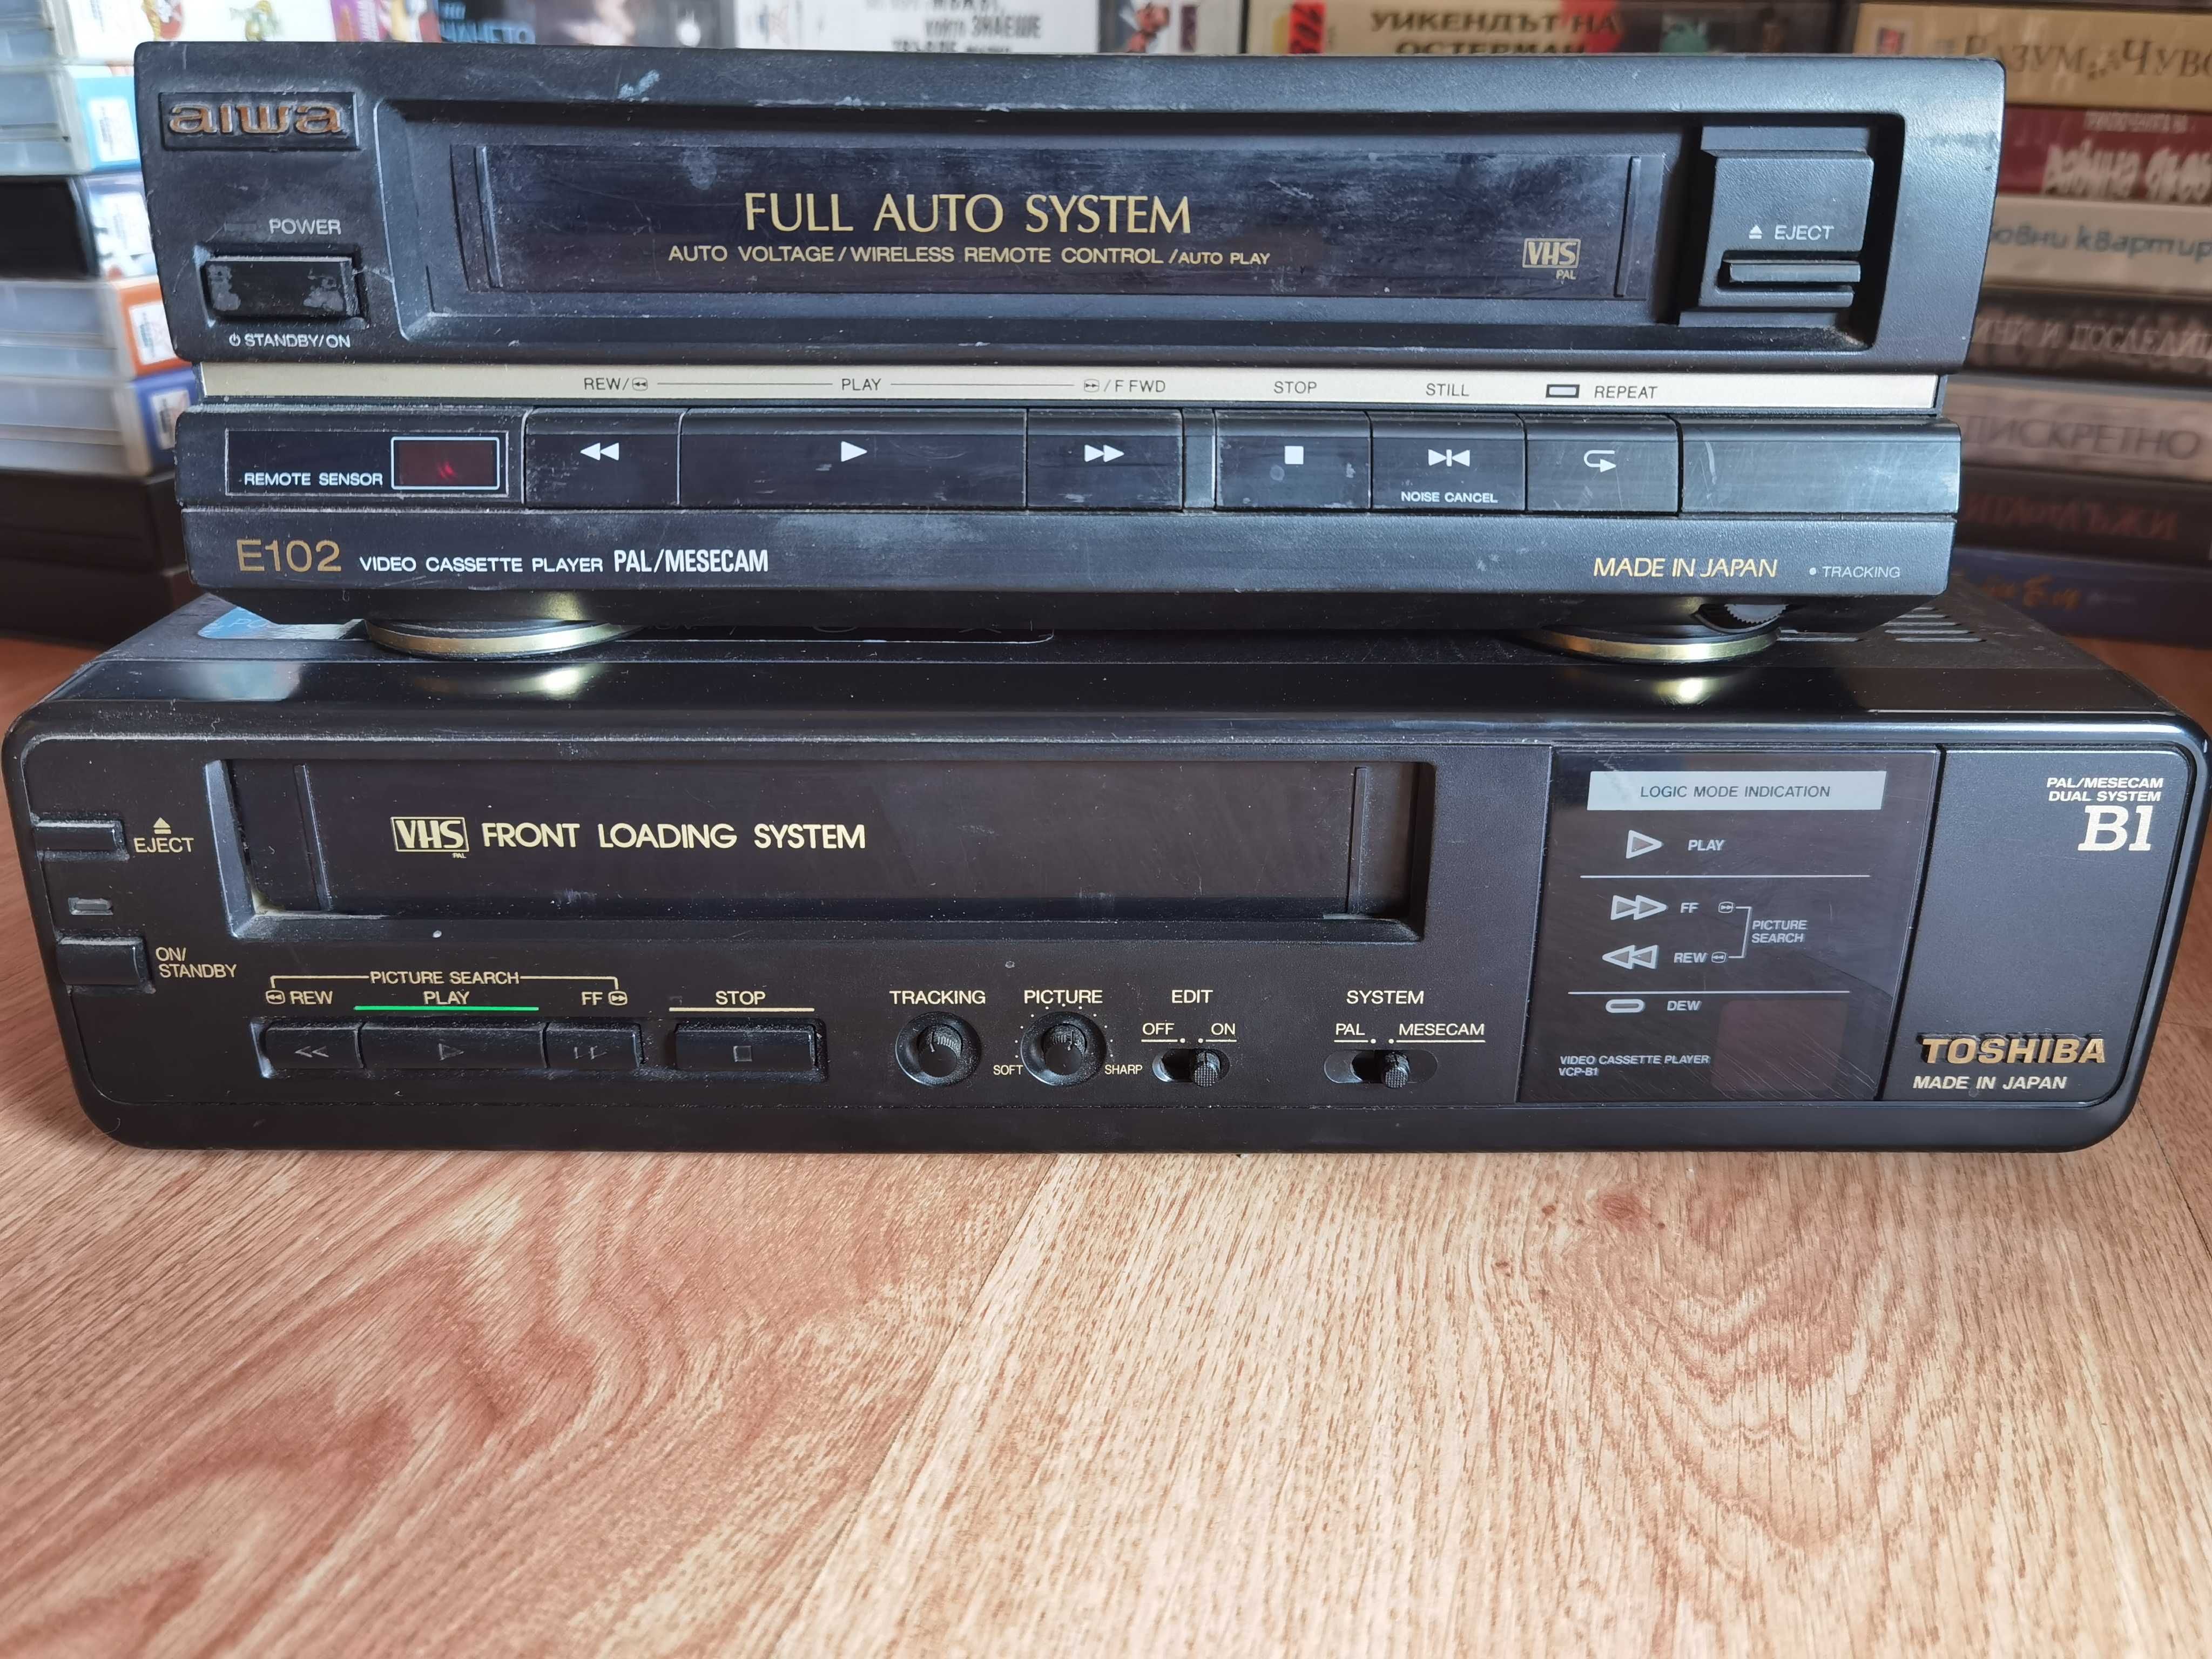 който ЗНАЕШЕ
УИКЕНДЪТ НА
ОСТЕРМАН
РАЗУМ
aiwa
POWER
STANDBY/ON
FULL AUTO SYSTEM
AUTO VOLTAGE/WIRELESS REMOTE CONTROL/AUTO PLAY
VHS
PAL
EJECT
REW/ PLAY /F FWD STOP STILL REPEAT
REMOTE SENSOR
NOISE CANCEL
E102 VIDEO CASSETTE PLAYER PAL/MESECAM
MADE IN JAPAN • TRACKING
EJECT
ON/
STANDBY
VHS FRONT LOADING SYSTEM
PAL
PICTURE SEARCH
REW PLAY FF STOP
TRACKING PICTURE EDIT SYSTEM
OFF ON PAL MESECAM
SOFT SHARP
LOGIC MODE INDICATION
PLAY
FF
PICTURE
SEARCH
REW
DEW
VIDEO CASSETTE PLAYER
VCP-B1
PAL/MESECAM
DUAL SYSTEM
B1
TOSHIBA
MADE IN JAPAN